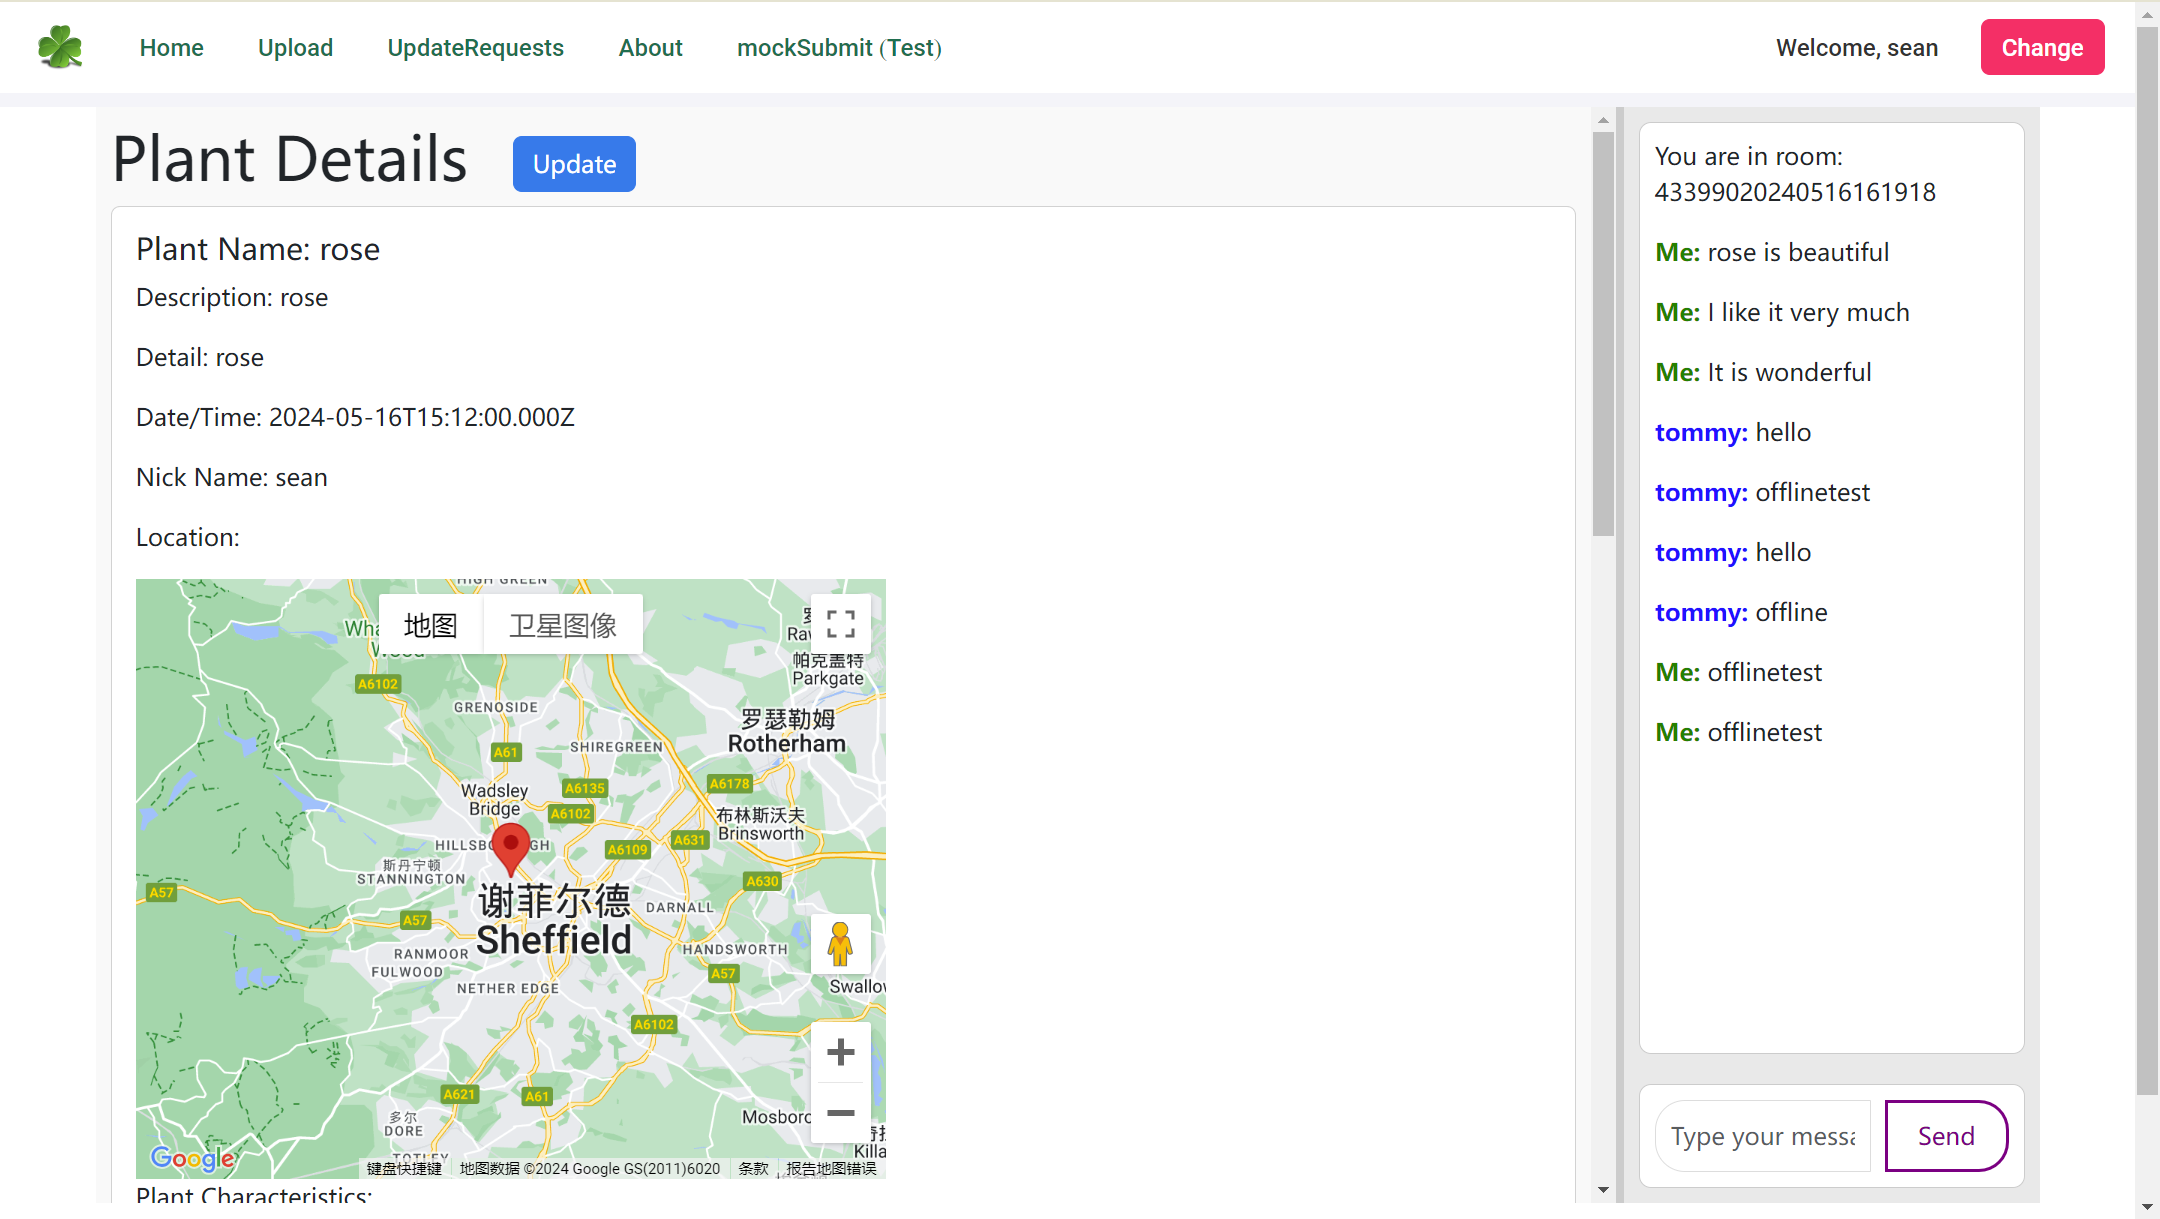 Home Upload UpdateRequests About mockSubmit (Test) Welcome, sean Change
Plant Details Update
Plant Name: rose
Description: rose
Detail: rose
Date/Time: 2024-05-16T15:12:00.000Z
Nick Name: sean
Location:
HIGH GREEN
地图 卫星图像
帕克盖特
Parkgate
A6102
GRENOSIDE
罗瑟勒姆
Rotherham
SHIREGREEN
A61
A6178
A6135
Wadsley
Bridge
A6102
布林斯沃夫
Brinsworth
A631
A6109
斯丹宁顿
STANNINGTON
A630
A57
谢菲尔德
Sheffield
DARNALL
A57
RANMOOR
FULWOOD
HANDSWORTH
A57
NETHER EDGE
A6102
A621
A61
多尔
DORE
TOTLEY
Google
键盘快捷键 地图数据 ©2024 Google GS(2011)6020 条款 报告地图错误
Plant Characteristics:
You are in room:
43399020240516161918
Me: rose is beautiful
Me: I like it very much
Me: It is wonderful
tommy: hello
tommy: offlinetest
tommy: hello
tommy: offline
Me: offlinetest
Me: offlinetest
Type your messa
Send